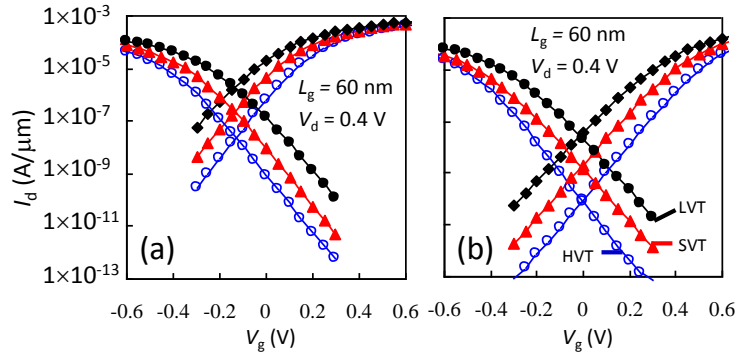 1×10⁻³
1×10⁻⁵
1×10⁻⁷
1×10⁻⁹
1×10⁻¹¹
1×10⁻¹³
I_d (A/μm)
L_g = 60 nm
V_d = 0.4 V
(a)
-0.6 -0.4 -0.2 0 0.2 0.4 0.6
V_g (V)
L_g = 60 nm
V_d = 0.4 V
LVT
SVT
HVT
(b)
-0.6 -0.4 -0.2 0 0.2 0.4 0.6
V_g (V)